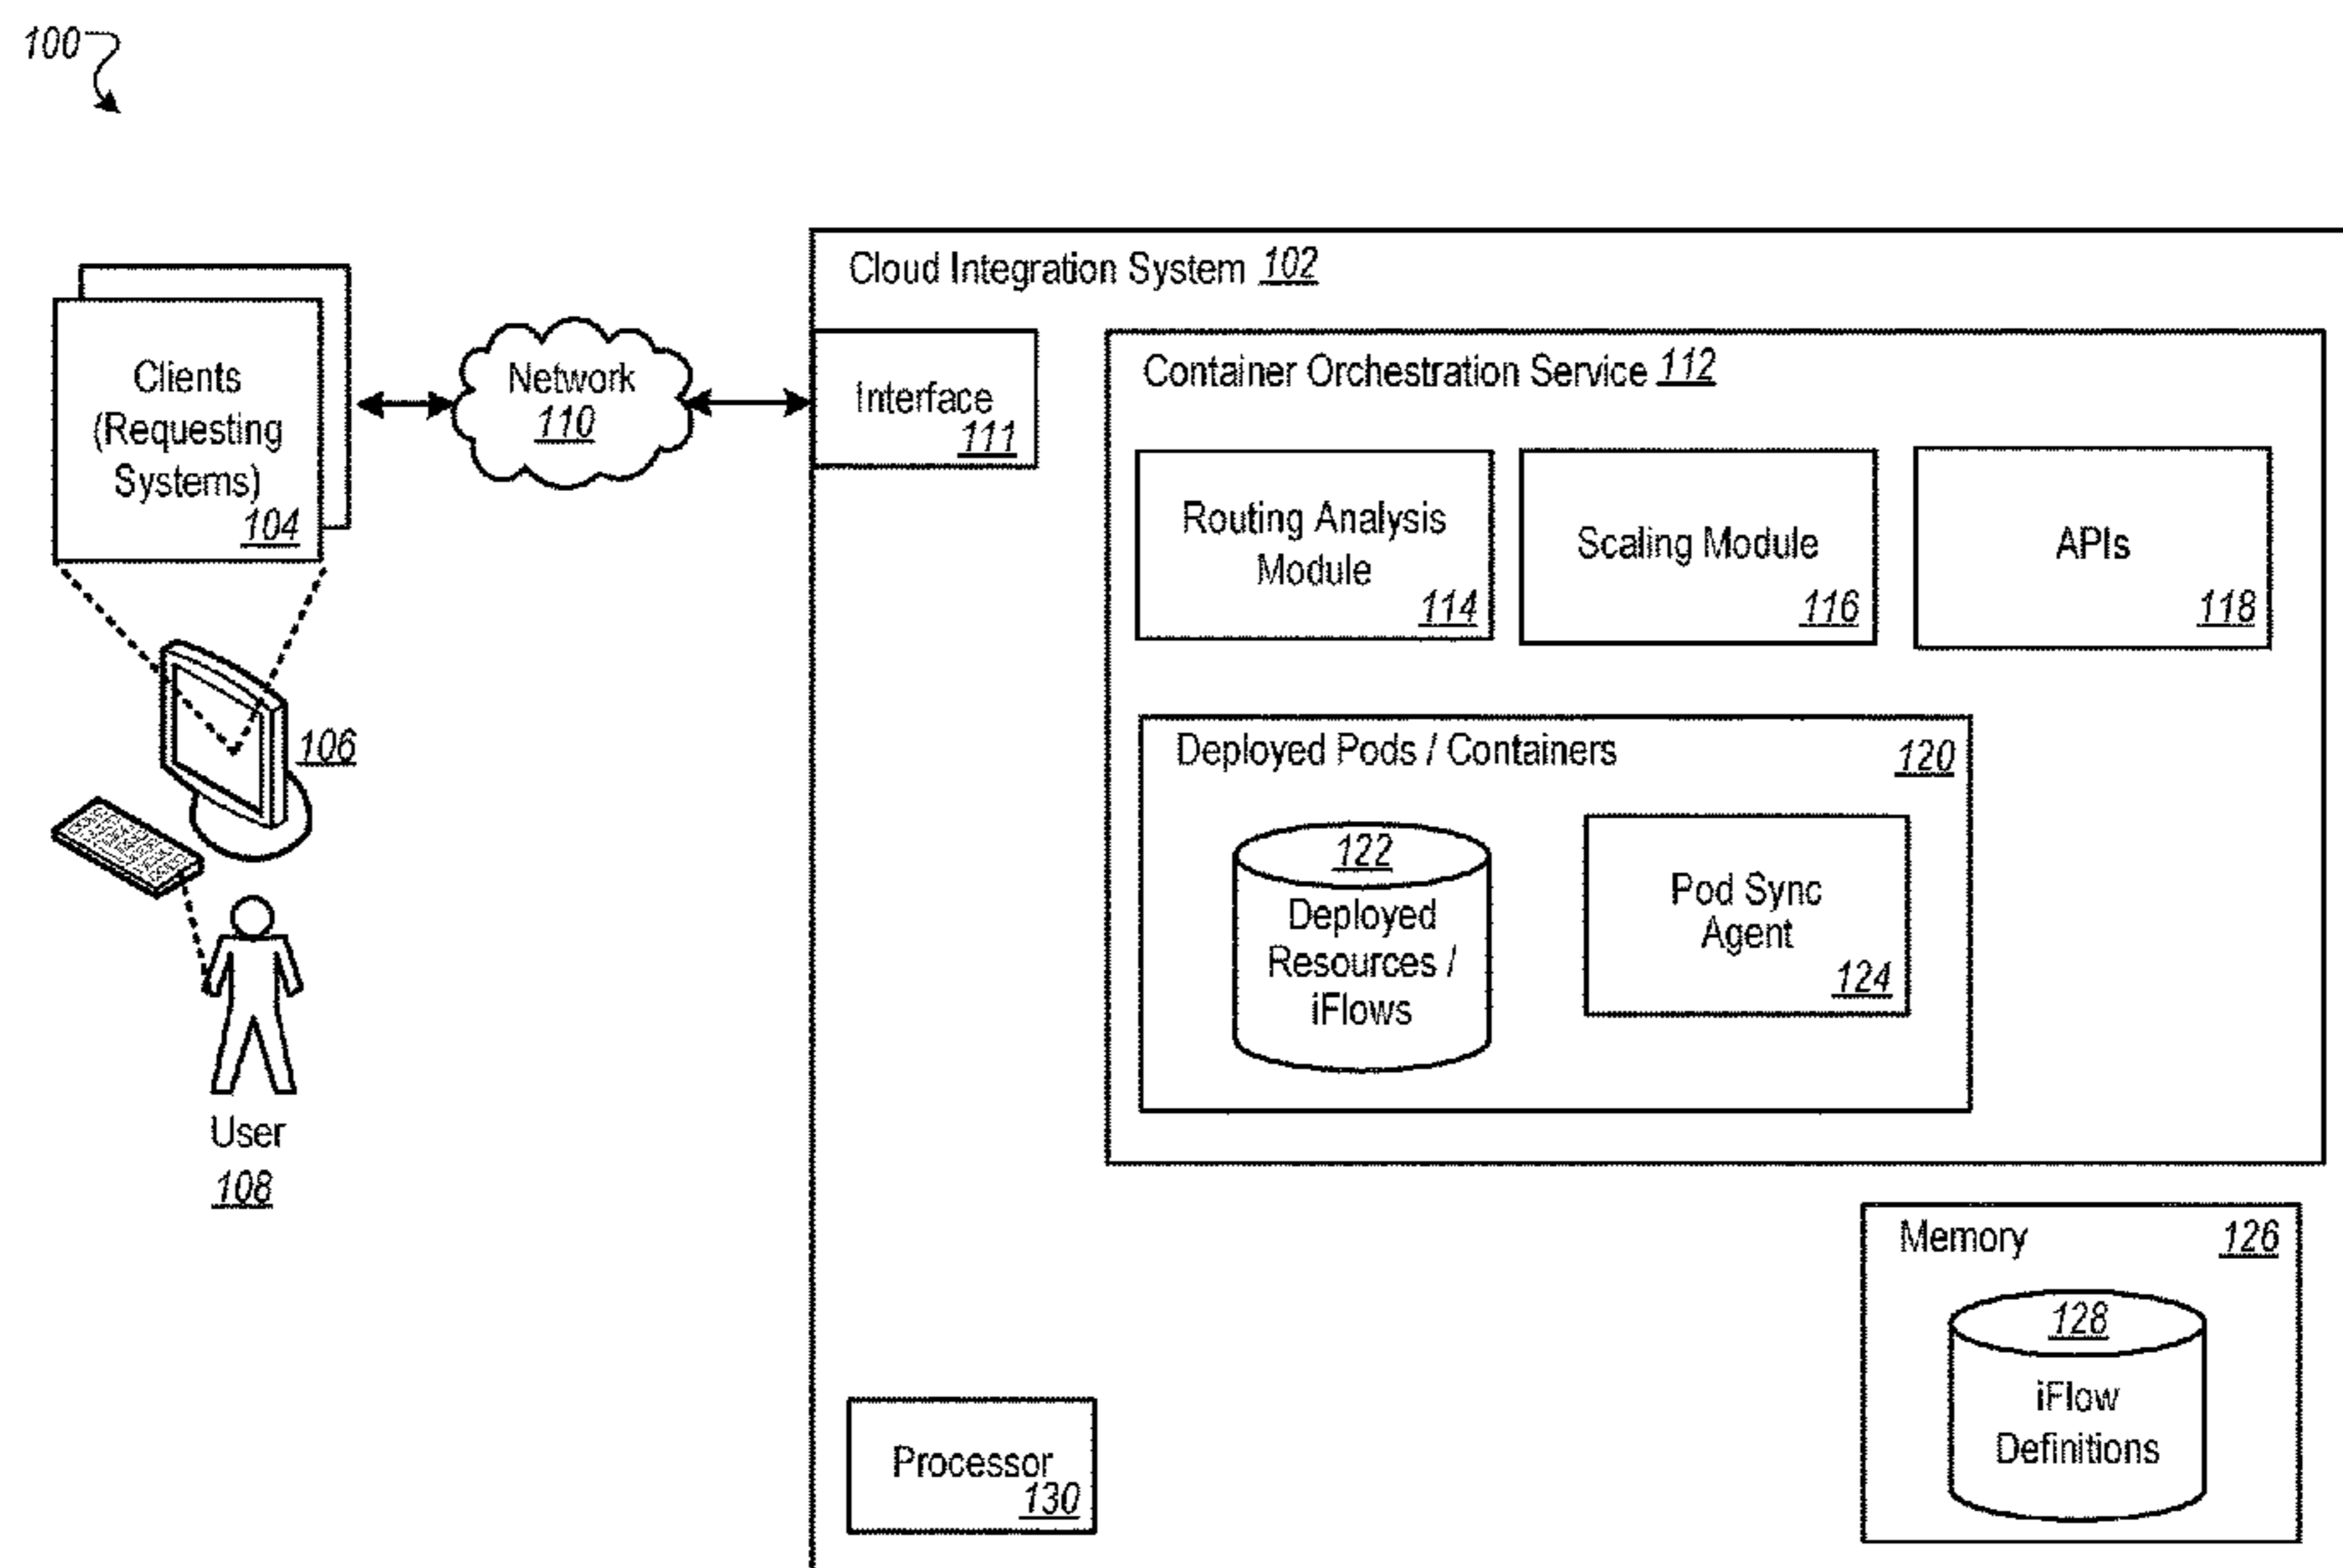 100
Clients
(Requesting
Systems)
104
106
User
108
Network
110
Cloud Integration System 102
Interface
111
Container Orchestration Service 112
Routing Analysis
Module
114
Scaling Module
116
APIs
118
Deployed Pods / Containers
120
122
Deployed
Resources /
iFlows
Pod Sync
Agent
124
Memory
126
128
iFlow
Definitions
Processor
130